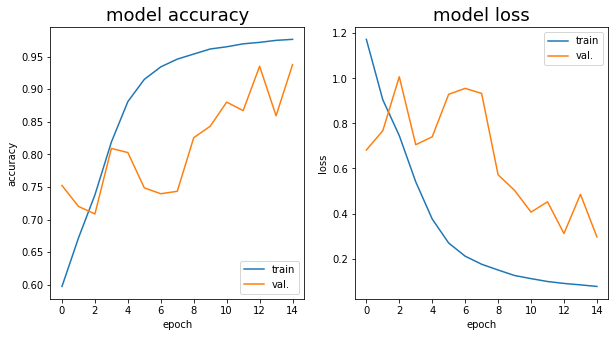 model accuracy
accuracy
0.95
0.90
0.85
0.80
0.75
0.70
0.65
0.60
0 2 4 6 8 10 12 14
epoch
train
val.
model loss
loss
1.2
1.0
0.8
0.6
0.4
0.2
0 2 4 6 8 10 12 14
epoch
train
val.